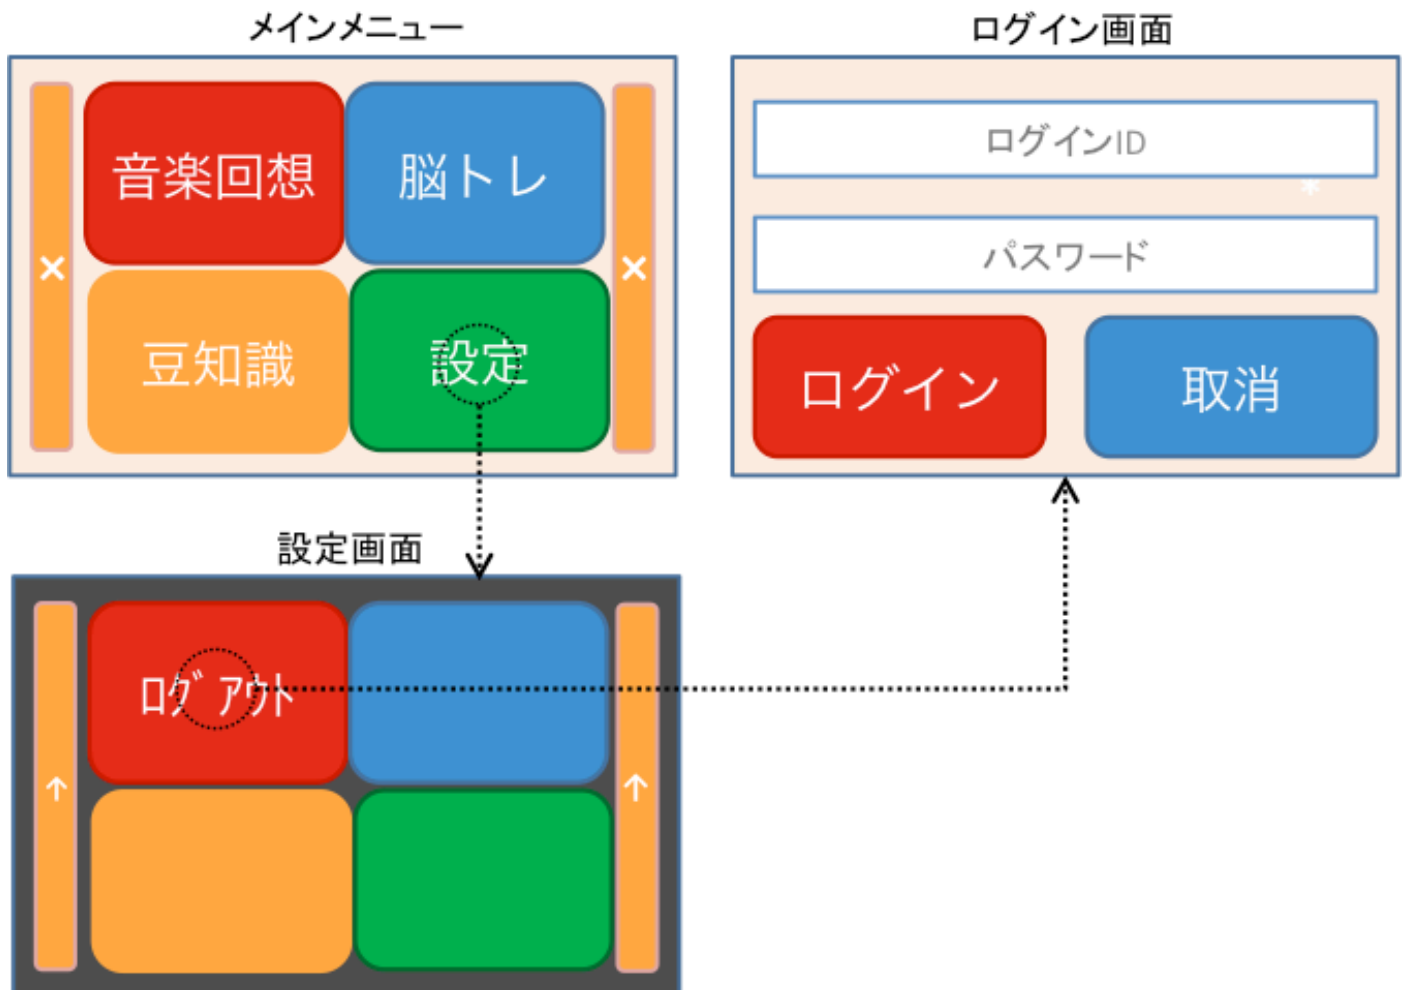 メインメニュー
音楽回想
脳トレ
×
×
豆知識
設定
ログイン画面
ログインID
*
パスワード
ログイン
取消
設定画面
ﾛｸﾞｱｳﾄ
↑
↑